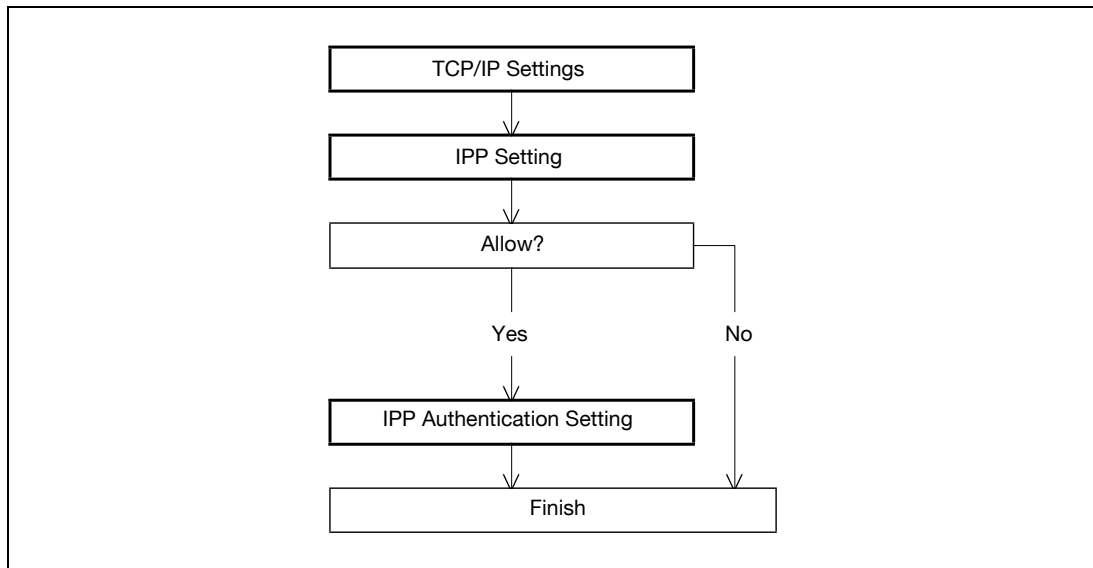 TCP/IP Settings
IPP Setting
Allow?
Yes
No
IPP Authentication Setting
Finish